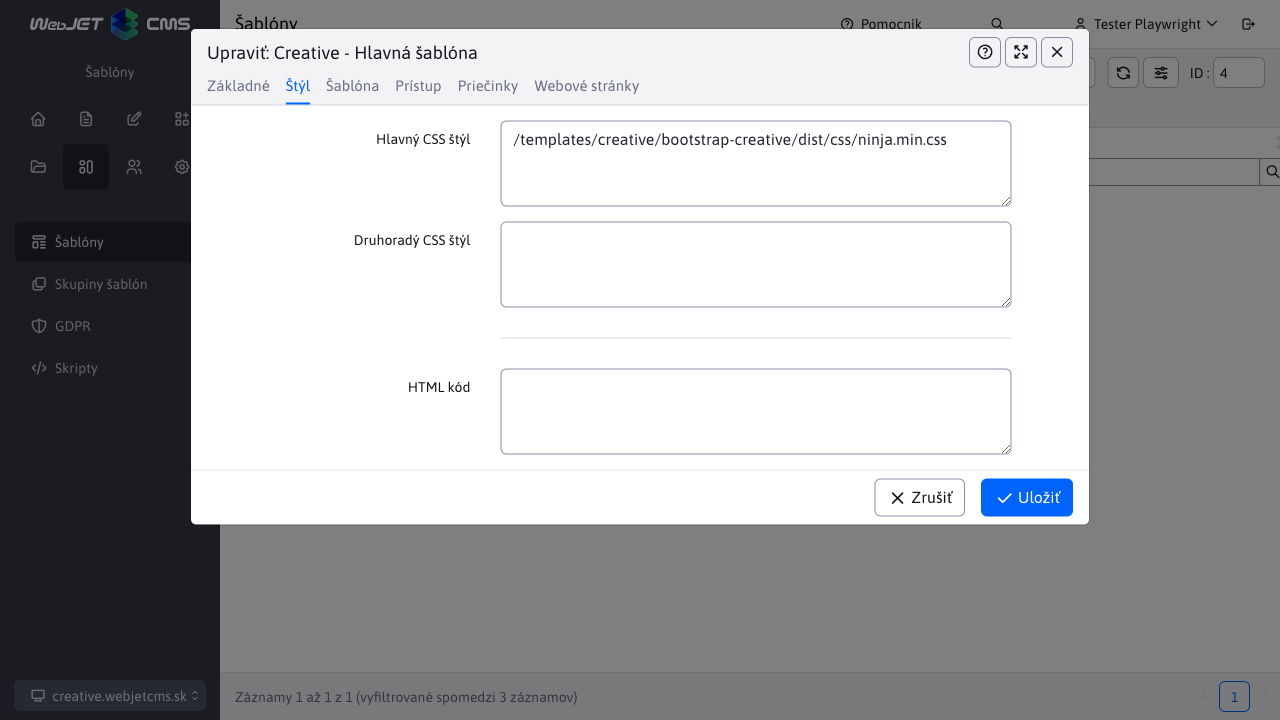 WebJET CMS
Šablóny
Pomocník
Tester Playwright
Šablóny
ID :
4
Upraviť: Creative - Hlavná šablóna
Základné
Štýl
Šablóna
Prístup
Priečinky
Webové stránky
Hlavný CSS štýl
/templates/creative/bootstrap-creative/dist/css/ninja.min.css
Druhoradý CSS štýl
HTML kód
Zrušiť
Uložiť
Šablóny
Skupiny šablón
GDPR
Skripty
creative.webjetcms.sk
Záznamy 1 až 1 z 1 (vyfiltrované spomedzi 3 záznamov)
1